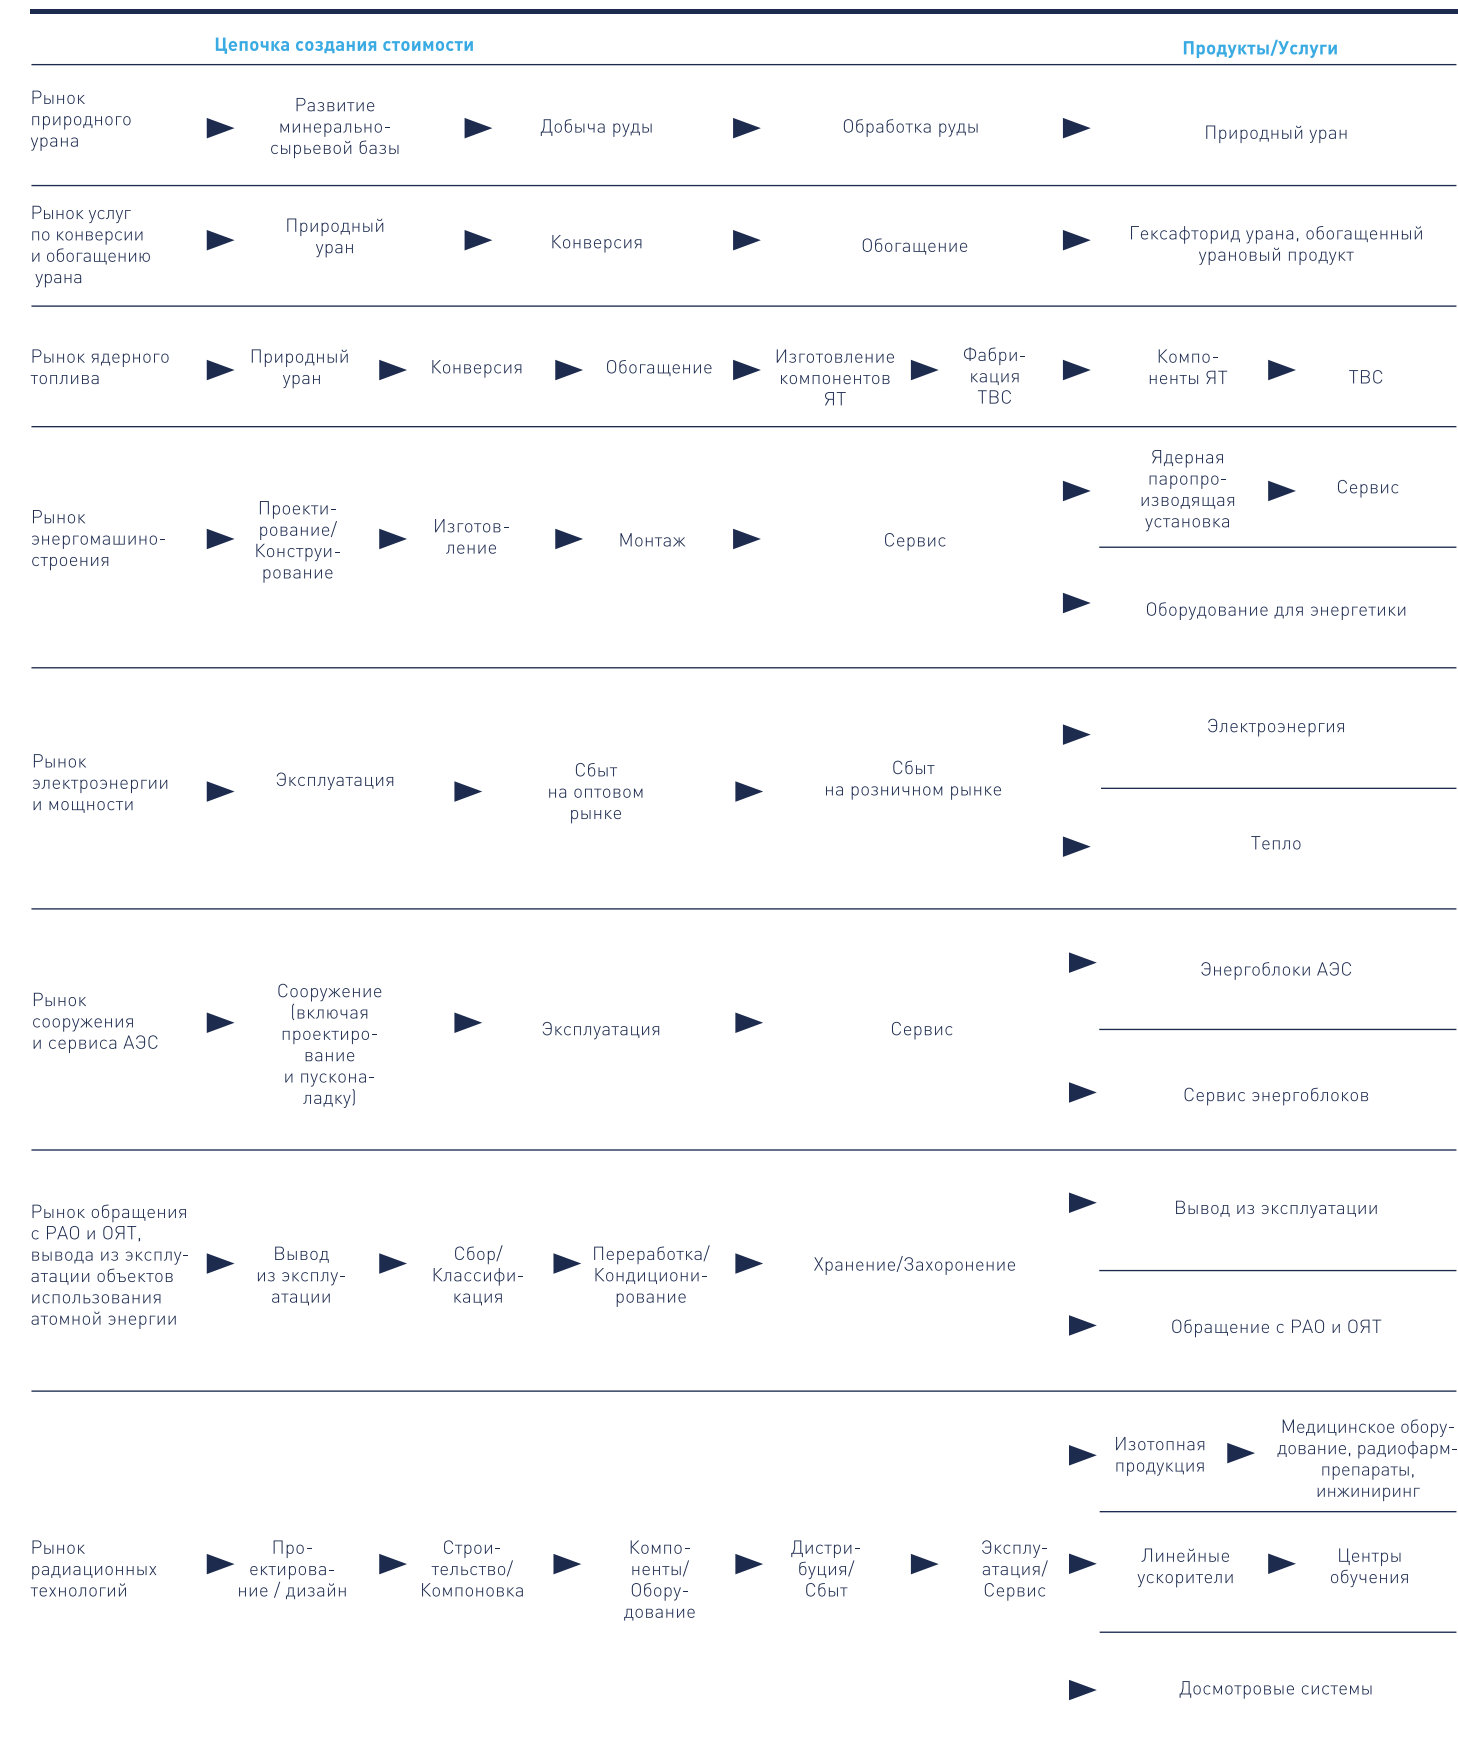 Цепочка создания стоимости
Продукты/Услуги
Рынок
природного
урана
Развитие
минерально-
сырьевой базы
Добыча руды
Обработка руды
Природный уран
Рынок услуг
по конверсии
и обогащению
урана
Природный
уран
Конверсия
Обогащение
Гексафторид урана, обогащенный
урановый продукт
Рынок ядерного
топлива
Природный
уран
Конверсия
Обогащение
Изготовление
компонентов
ЯТ
Фабри-
кация
ТВС
Компо-
ненты ЯТ
ТВС
Рынок
энергомашино-
строения
Проекти-
рование/
Конструи-
рование
Изготов-
ление
Монтаж
Сервис
Ядерная
паропро-
изводящая
установка
Сервис
Оборудование для энергетики
Рынок
электроэнергии
и мощности
Эксплуатация
Сбыт
на оптовом
рынке
Сбыт
на розничном рынке
Электроэнергия
Тепло
Рынок
сооружения
и сервиса АЭС
Сооружение
(включая
проектиро-
вание
и пускона-
ладку)
Эксплуатация
Сервис
Энергоблоки АЭС
Сервис энергоблоков
Рынок обращения
с РАО и ОЯТ,
вывода из эксплу-
атации объектов
использования
атомной энергии
Вывод
из эксплу-
атации
Сбор/
Классифи-
кация
Переработка/
Кондициони-
рование
Хранение/Захоронение
Вывод из эксплуатации
Обращение с РАО и ОЯТ
Рынок
радиационных
технологий
Про-
ектирова-
ние / дизайн
Строи-
тельство/
Компоновка
Компо-
ненты/
Обору-
дование
Дистри-
буция/
Сбыт
Эксплу-
атация/
Сервис
Изотопная
продукция
Медицинское обору-
дование, радиофарм-
препараты,
инжиниринг
Линейные
ускорители
Центры
обучения
Досмотровые системы